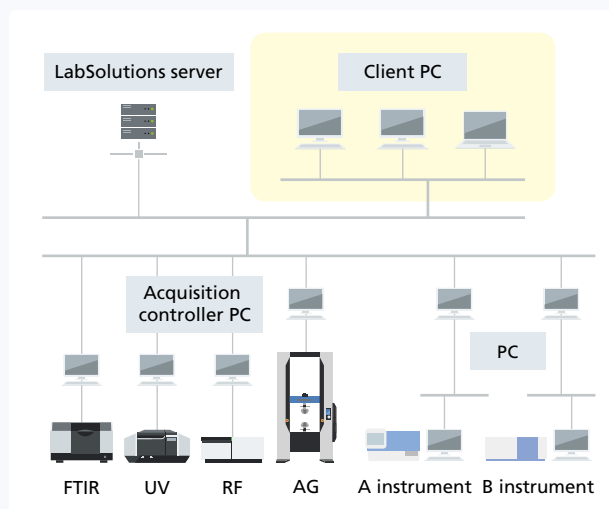 LabSolutions server
Client PC
Acquisition
controller PC
PC
FTIR
UV
RF
AG
A instrument
B instrument